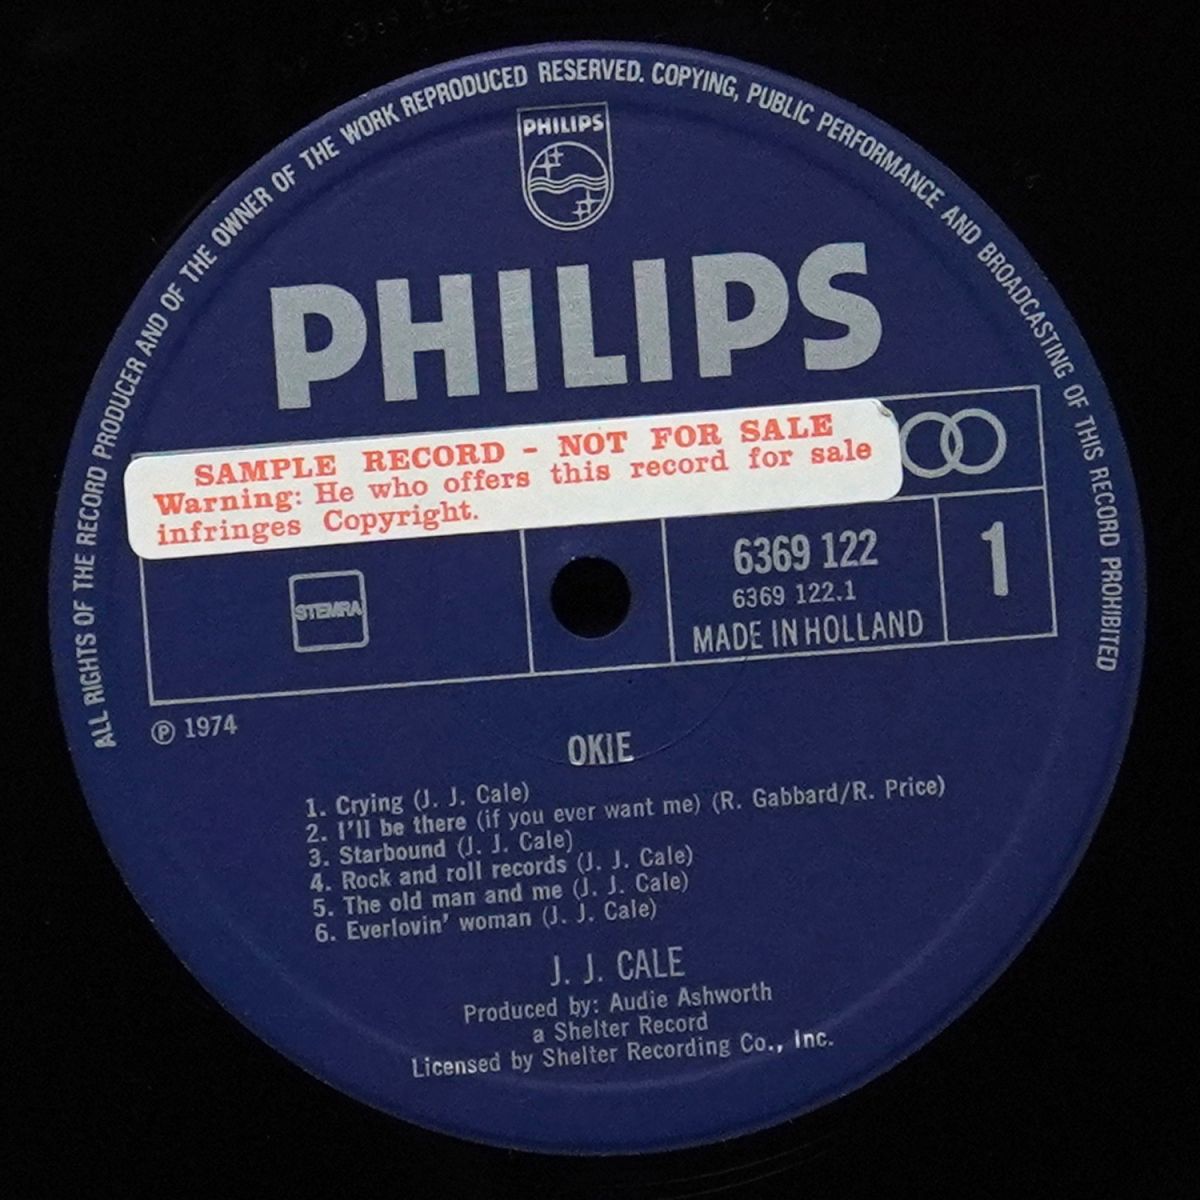 ALL RIGHTS OF THE RECORD PRODUCER AND OF THE OWNER OF THE WORK REPRODUCED RESERVED. COPYING, PUBLIC PERFORMANCE AND BROADCASTING OF THIS RECORD PROHIBITED
PHILIPS
PHILIPS
SAMPLE RECORD - NOT FOR SALE
Warning: He who offers this record for sale
infringes Copyright.
STEMRA
6369 122
6369 122.1
MADE IN HOLLAND
1
℗ 1974
OKIE
1. Crying (J. J. Cale)
2. I'll be there (if you ever want me) (R. Gabbard/R. Price)
3. Starbound (J. J. Cale)
4. Rock and roll records (J. J. Cale)
5. The old man and me (J. J. Cale)
6. Everlovin' woman (J. J. Cale)
J. J. CALE
Produced by: Audie Ashworth
a Shelter Record
Licensed by Shelter Recording Co., Inc.